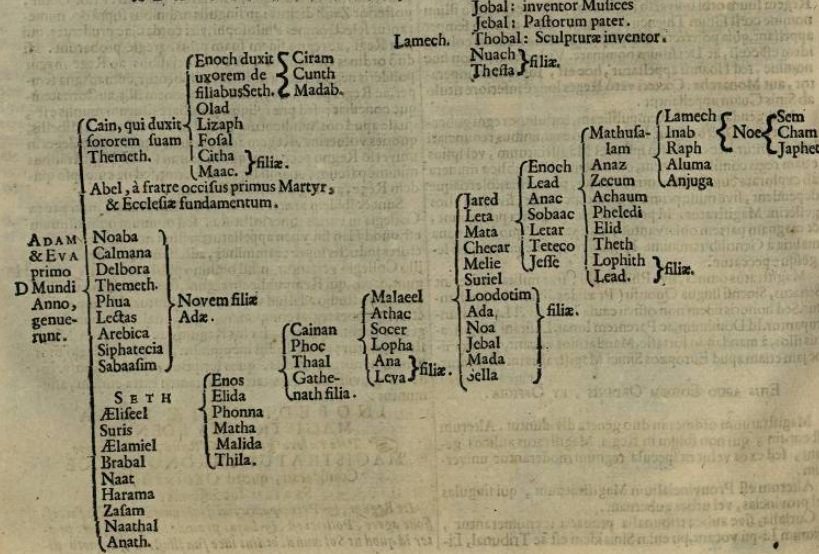 Jobal: inventor Musices
Jebal: Pastorum pater.
Lamech. Thobal: Sculpturæ inventor.
Nuach
Thesta
filiæ.
ADAM
& EVA
primo
D Mundi
Anno,
genue-
runt.
Cain, qui duxit
sororem suam
Themeth.
Enoch duxit
uxorem de
filiabus Seth.
Ciram
Cunth
Madab.
Olad
Lizaph
Fosal
Citha
Maac.
filiæ.
Abel, à fratre occisus primus Martyr,
& Ecclesiæ fundamentum.
Noaba
Calmana
Delbora
Themeth.
Phua
Lectas
Arebica
Siphatecia
Sabaasim
Novem filiæ
Adæ.
SETH
Æliseel
Suris
Ælamiel
Brabal
Naat
Harama
Zasam
Naathal
Anath.
Enos
Elida
Phonna
Matha
Malida
Thila.
Cainan
Phoc
Thaal
Gathe-
nath filia.
Malaeel
Athac
Socer
Lopha
Ana
Leva
filiæ.
Jared
Leta
Mata
Checar
Melie
Suriel
Loodotim
Ada,
Noa
Jebal
Mada
Sella
filiæ.
Enoch
Lead
Anac
Sobaac
Letar
Teteco
Jesse
Mathusa-
lam
Anaz
Zecum
Achaum
Pheledi
Elid
Theth
Lophith
Lead.
filiæ.
Lamech
Inab
Raph
Aluma
Anjuga
Noe
Sem
Cham
Japhet